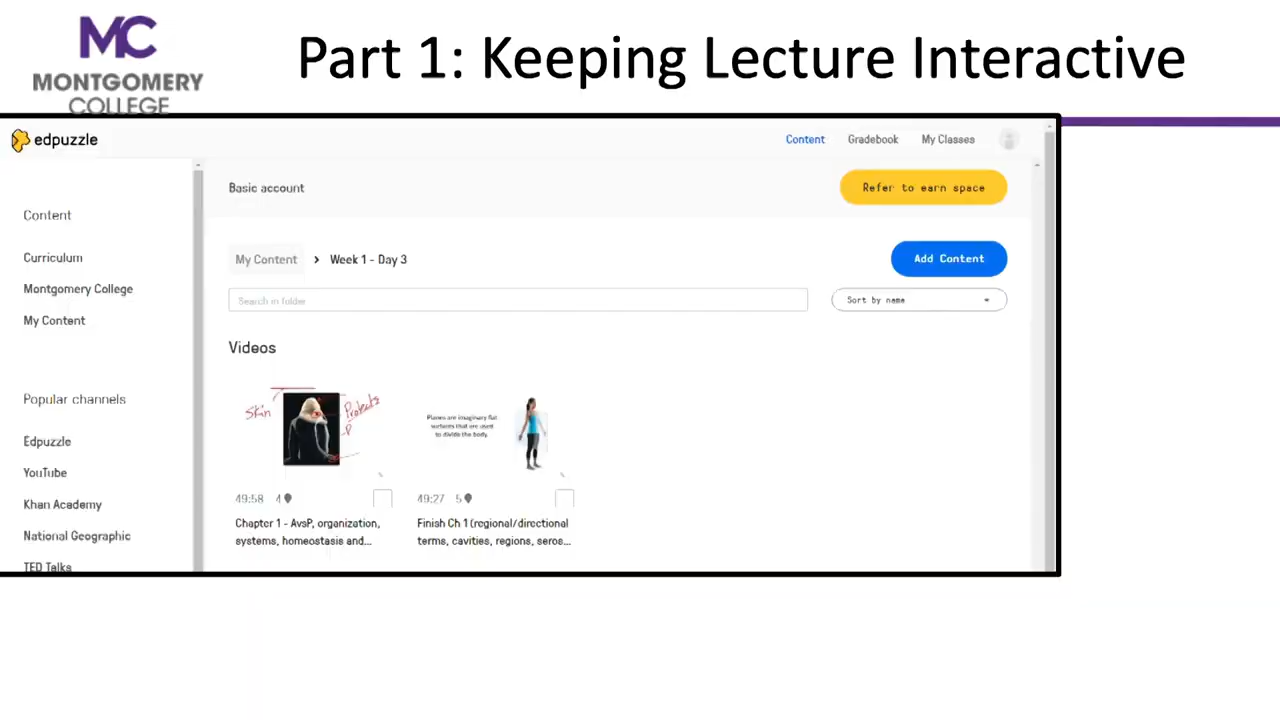 MC
MONTGOMERY
COLLEGE
Part 1: Keeping Lecture Interactive
edpuzzle
Content
Gradebook
My Classes
Basic account
Refer to earn space
Content
Curriculum
Montgomery College
My Content
Popular channels
Edpuzzle
YouTube
Khan Academy
National Geographic
TED Talks
My Content > Week 1 - Day 3
Add Content
Search in folder
Sort by name
Videos
Skin
Protects
49:58 4
Chapter 1 - AvsP, organization,
systems, homeostasis and...
Planes are imaginary flat
surfaces that are used
to divide the body.
49:27 5
Finish Ch 1 (regional/directional
terms, cavities, regions, seros...